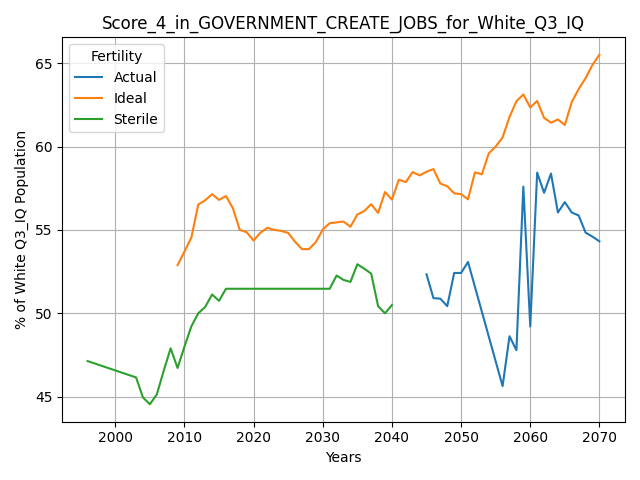 Score_4_in_GOVERNMENT_CREATE_JOBS_for_White_Q3_IQ
Fertility
Actual
Ideal
Sterile
% of White Q3_IQ Population
65
60
55
50
45
2000 2010 2020 2030 2040 2050 2060 2070
Years